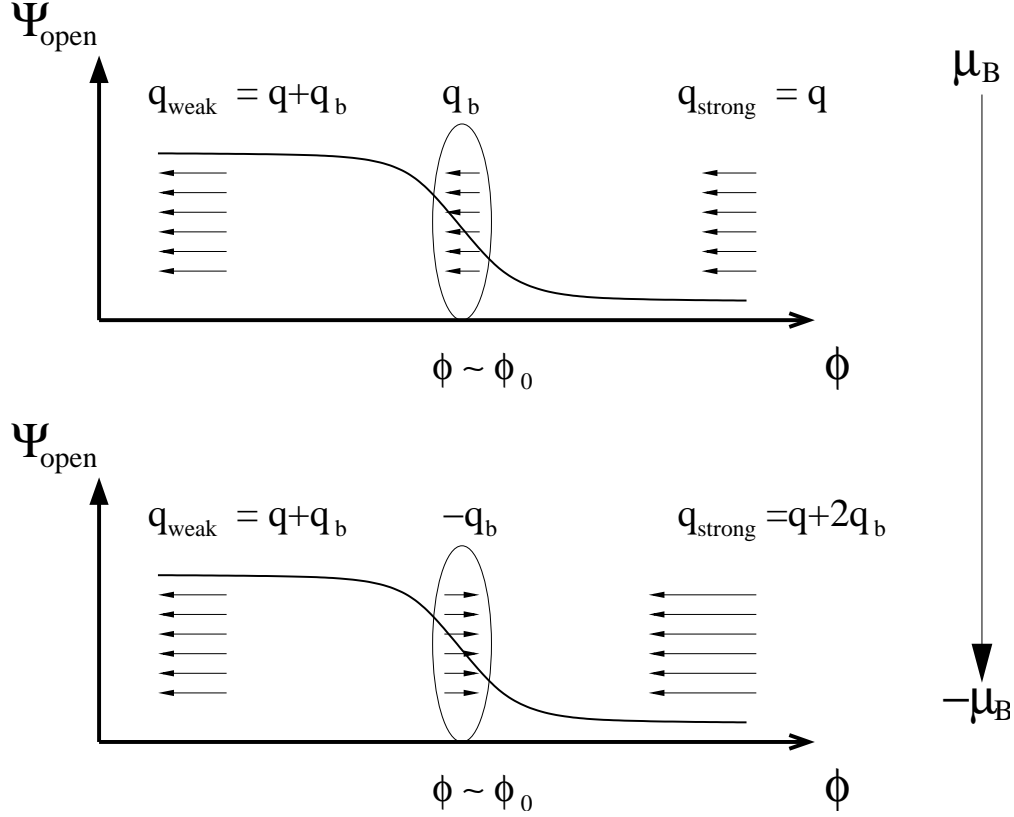 Ψopen
μB
qweak = q+qb qb qstrong = q
ϕ ~ ϕ0 ϕ
Ψopen
qweak = q+qb −qb qstrong =q+2qb
−μB
ϕ ~ ϕ0 ϕ